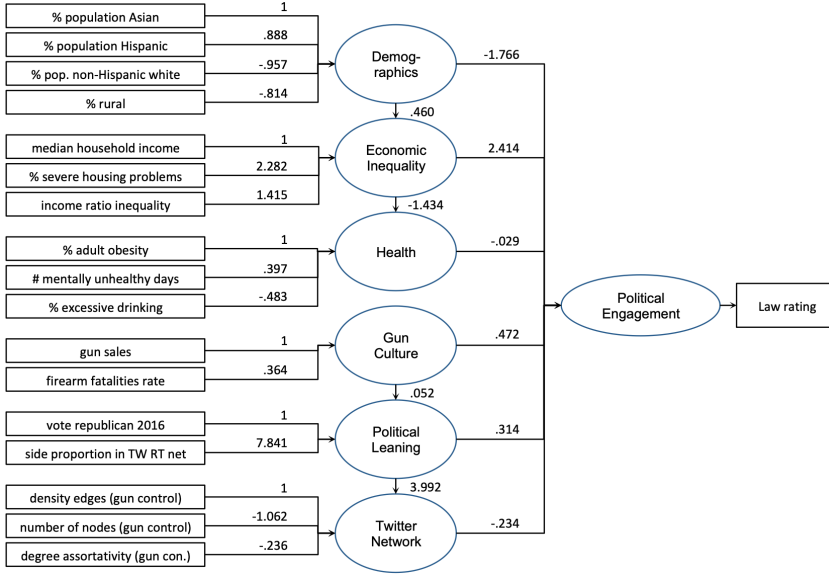 % population Asian
1
% population Hispanic
.888
% pop. non-Hispanic white
-.957
% rural
-.814
Demog-
raphics
-1.766
.460
median household income
1
% severe housing problems
2.282
income ratio inequality
1.415
Economic
Inequality
2.414
-1.434
% adult obesity
1
# mentally unhealthy days
.397
% excessive drinking
-.483
Health
-.029
Political
Engagement
Law rating
gun sales
1
firearm fatalities rate
.364
Gun
Culture
.472
.052
vote republican 2016
1
side proportion in TW RT net
7.841
Political
Leaning
.314
3.992
density edges (gun control)
1
number of nodes (gun control)
-1.062
degree assortativity (gun con.)
-.236
Twitter
Network
-.234